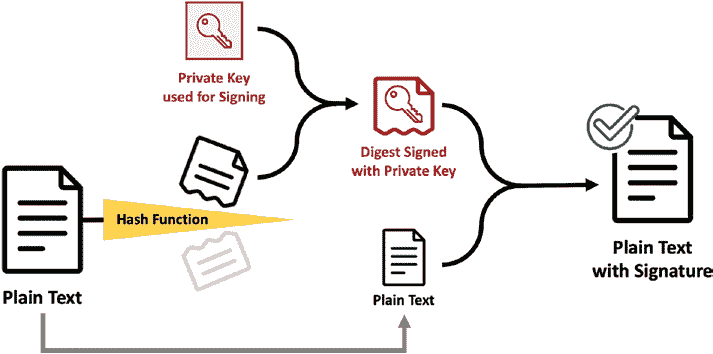 Private Key
used for Signing
Digest Signed
with Private Key
Hash Function
Plain Text
Plain Text
Plain Text
with Signature